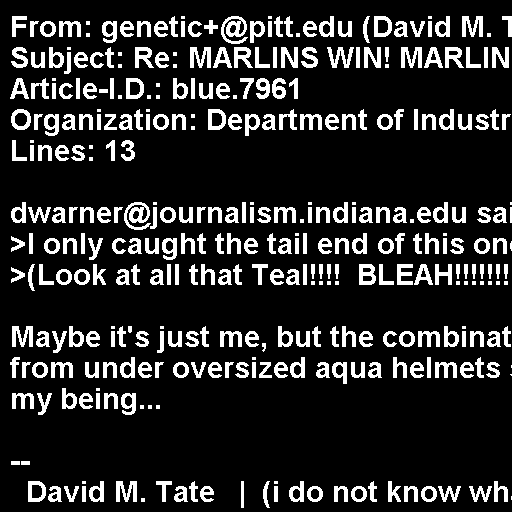 From: genetic+@pitt.edu (David M. T
Subject: Re: MARLINS WIN! MARLIN
Article-I.D.: blue.7961
Organization: Department of Industr
Lines: 13

dwarner@journalism.indiana.edu sai
>I only caught the tail end of this on
>(Look at all that Teal!!!!  BLEAH!!!!!!!

Maybe it's just me, but the combinat
from under oversized aqua helmets
my being...

--
  David M. Tate   |  (i do not know wh